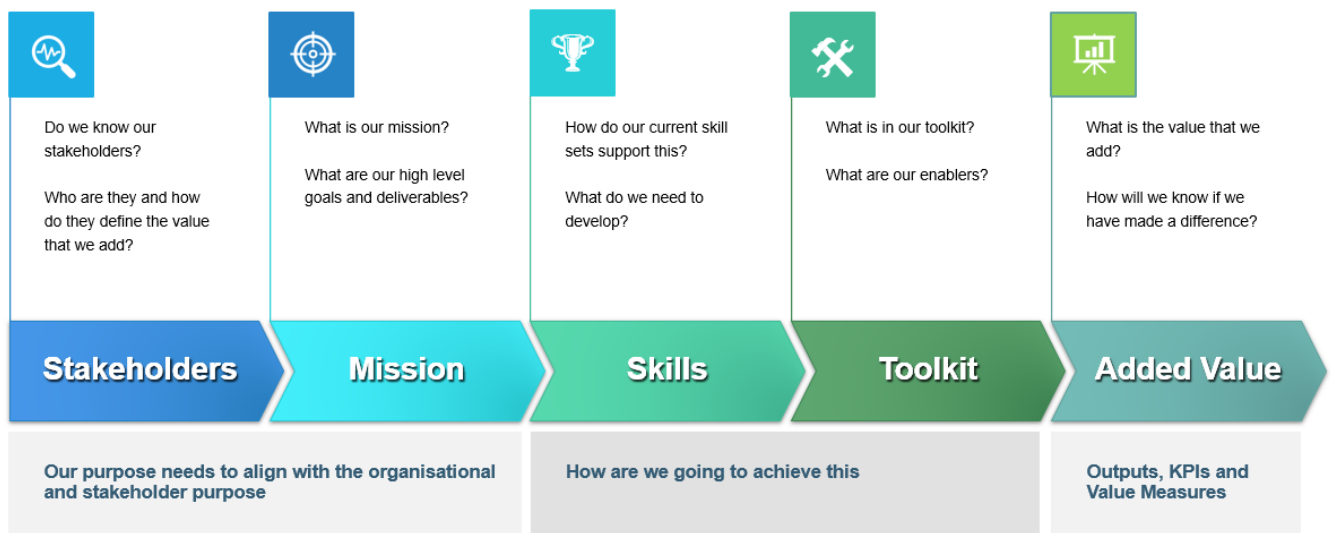 Do we know our
stakeholders?
Who are they and how
do they define the value
that we add?
What is our mission?
What are our high level
goals and deliverables?
How do our current skill
sets support this?
What do we need to
develop?
What is in our toolkit?
What are our enablers?
What is the value that we
add?
How will we know if we
have made a difference?
Stakeholders
Mission
Skills
Toolkit
Added Value
Our purpose needs to align with the organisational
and stakeholder purpose
How are we going to achieve this
Outputs, KPIs and
Value Measures